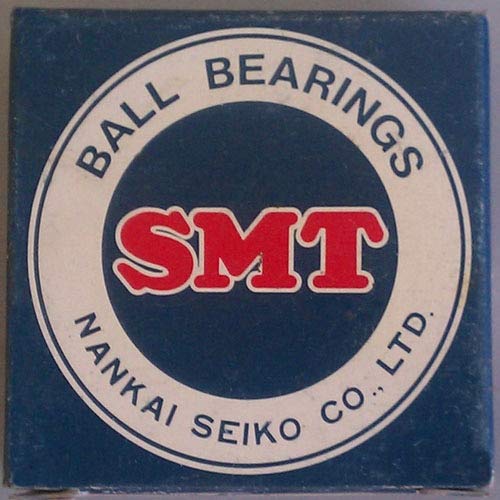 BALL BEARINGS
SMT
NANKAI SEIKO CO., LTD.